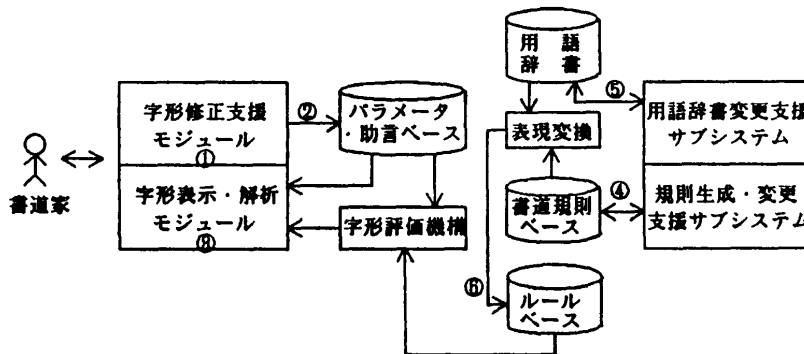 用語
辞書
⑤
字形修正支援
モジュール
①
②
パラメータ
・助言ベース
表現変換
用語辞書変更支援
サブシステム
書道家
字形表示・解析
モジュール
⑧
字形評価機構
書道規則
ベース
④
規則生成・変更
支援サブシステム
⑥
ルール
ベース